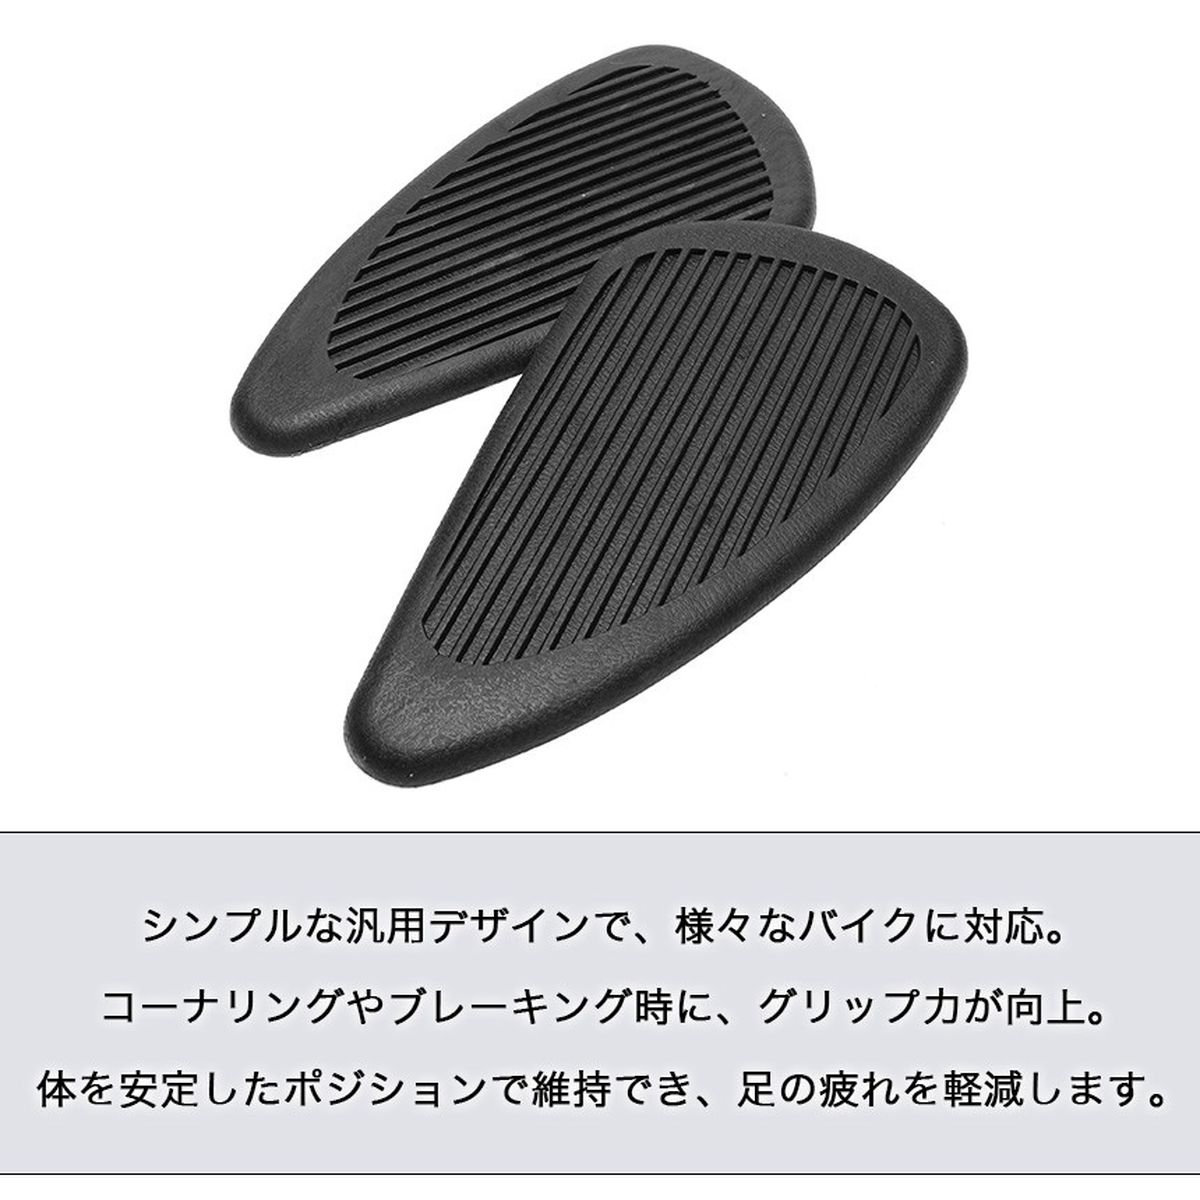 シンプルな汎用デザインで、様々なバイクに対応。
コーナリングやブレーキング時に、グリップ力が向上。
体を安定したポジションで維持でき、足の疲れを軽減します。